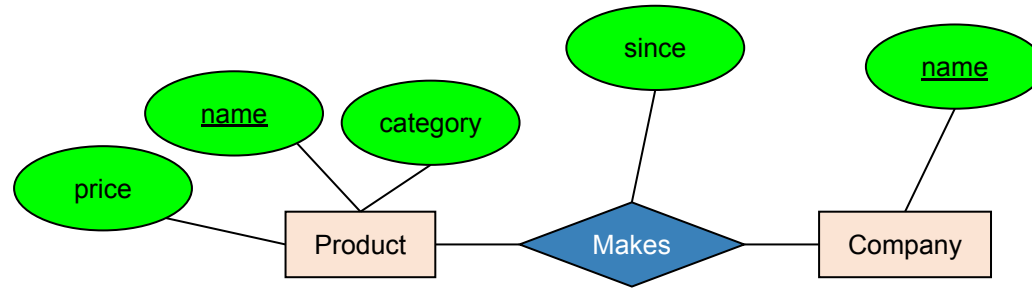 since
name
name
category
price
Product
Makes
Company